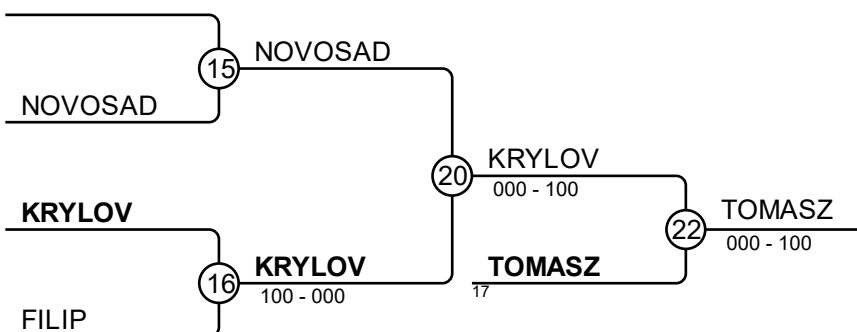 NOVOSAD
15
NOVOSAD
KRYLOV
20
000 - 100
KRYLOV
TOMASZ
22
000 - 100
16
KRYLOV
100 - 000
TOMASZ
17
FILIP